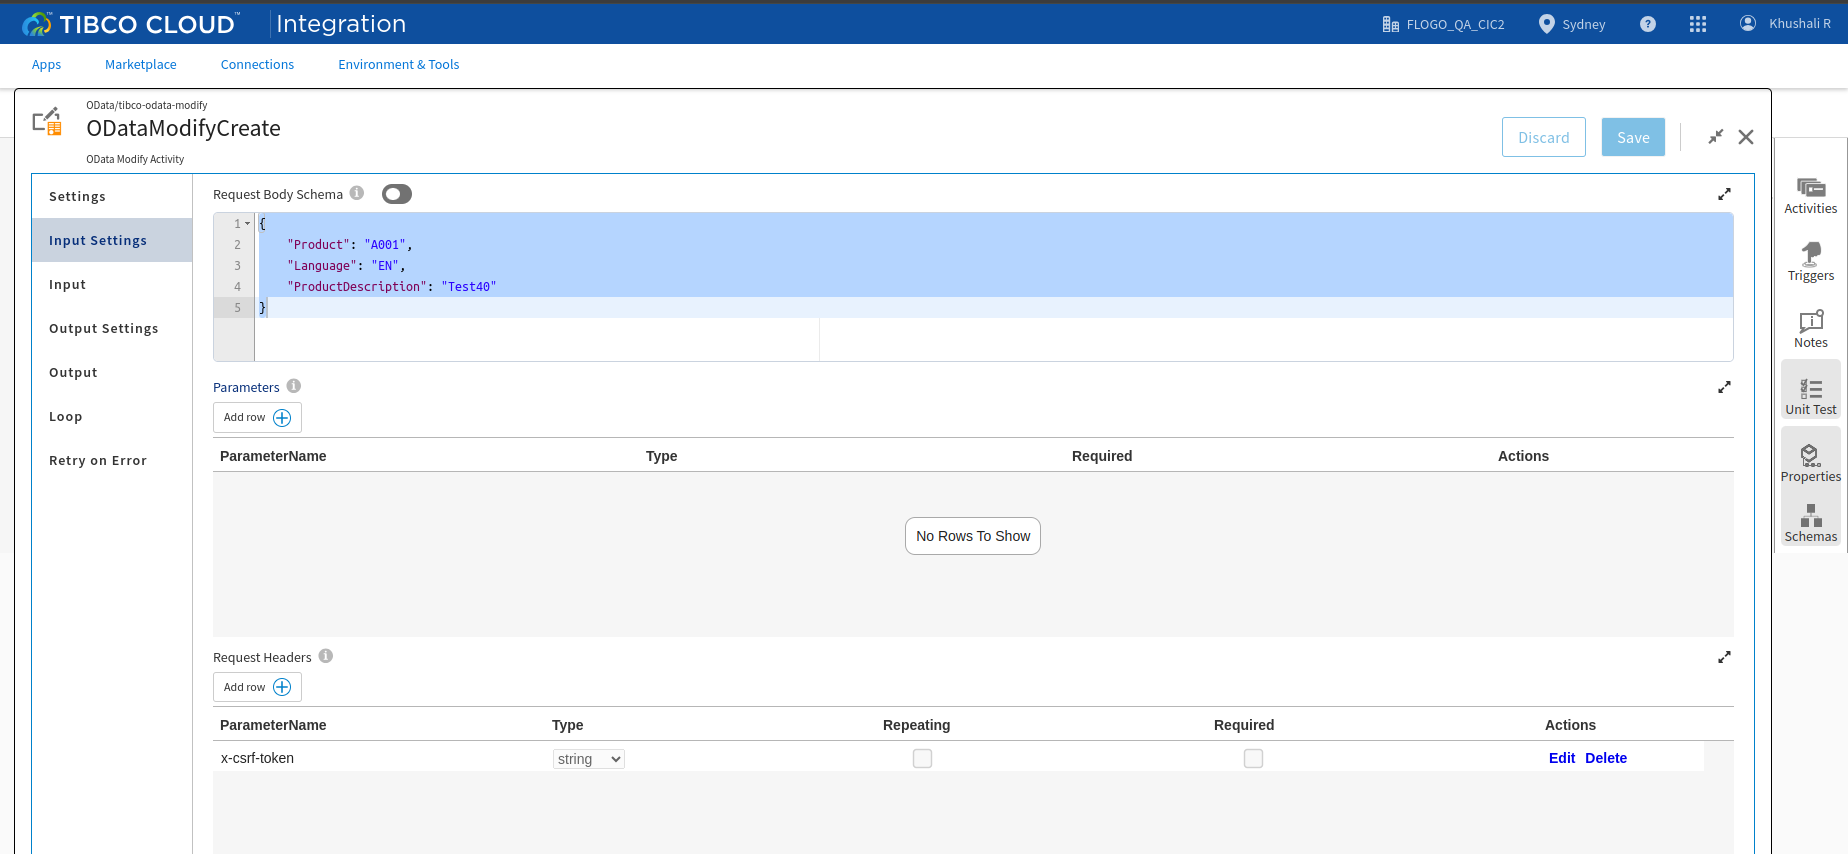 TIBCO CLOUD™ Integration
FLOGO_QA_CIC2
Sydney
?
Khushali R
Apps
Marketplace
Connections
Environment & Tools
OData/tibco-odata-modify
ODataModifyCreate
OData Modify Activity
Discard
Save
Settings
Input Settings
Input
Output Settings
Output
Loop
Retry on Error
Request Body Schema i
1 {
2 "Product": "A001",
3 "Language": "EN",
4 "ProductDescription": "Test40"
5 }
Parameters i
Add row
ParameterName Type Required Actions
No Rows To Show
Request Headers i
Add row
ParameterName Type Repeating Required Actions
x-csrf-token string Edit Delete
Activities
Triggers
Notes
Unit Test
Properties
Schemas